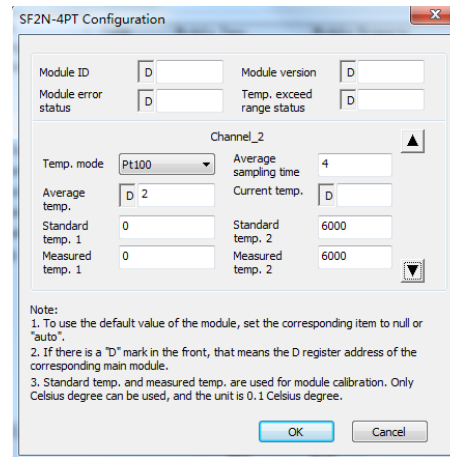 SF2N-4PT Configuration
Module ID D Module version D
Module error status D Temp. exceed range status D
Channel_2
Temp. mode Pt100 Average sampling time 4
Average temp. D 2 Current temp. D
Standard temp. 1 0 Standard temp. 2 6000
Measured temp. 1 0 Measured temp. 2 6000
Note:
1. To use the default value of the module, set the corresponding item to null or
"auto".
2. If there is a "D" mark in the front, that means the D register address of the
corresponding main module.
3. Standard temp. and measured temp. are used for module calibration. Only
Celsius degree can be used, and the unit is 0.1 Celsius degree.
OK Cancel